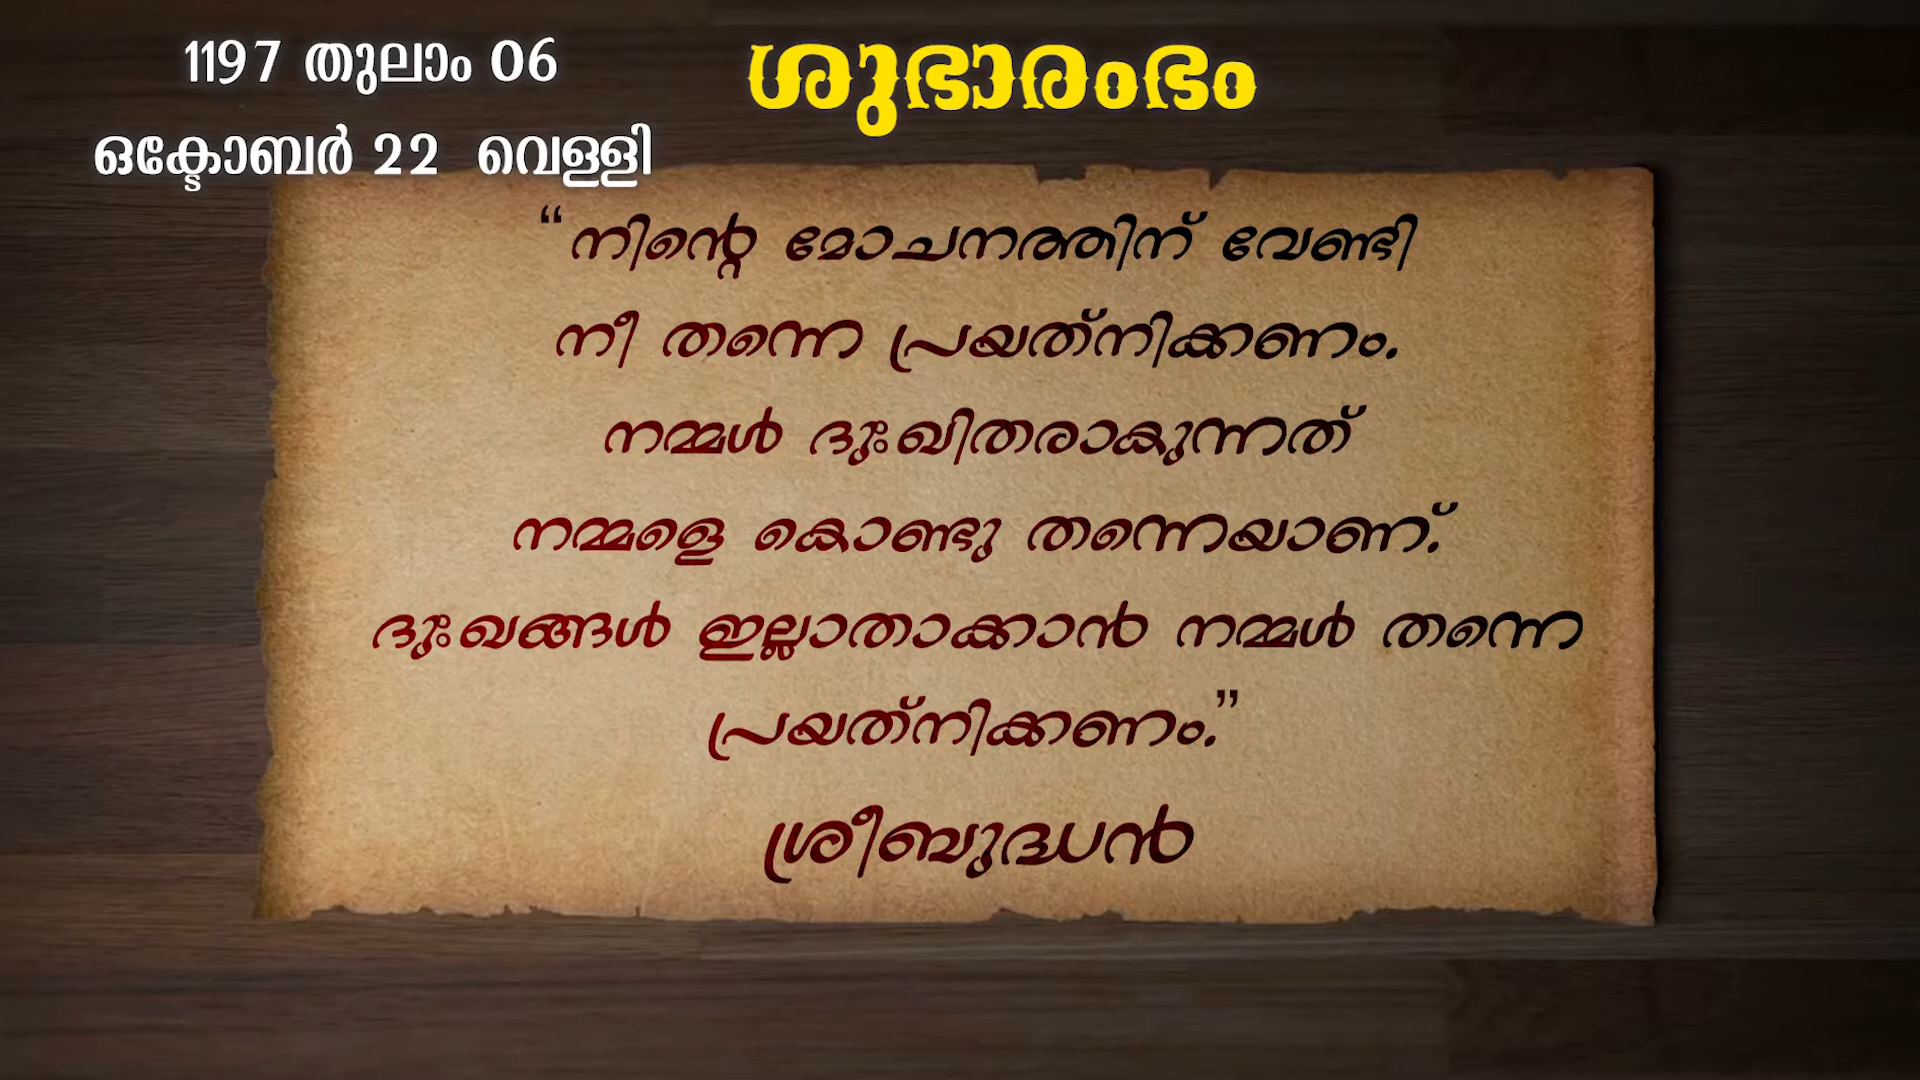 1197 തുലാം 06
ശുഭാരംഭം
ഒക്ടോബർ 22 വെള്ളി
“നിന്റെ മോചനത്തിന് വേണ്ടി
നീ തന്നെ പ്രയത്‌നിക്കണം.
നമ്മൾ ദുഃഖിതരാകുന്നത്
നമ്മളെ കൊണ്ടു തന്നെയാണ്.
ദുഃഖങ്ങൾ ഇല്ലാതാക്കാൻ നമ്മൾ തന്നെ
പ്രയത്‌നിക്കണം.”
ശ്രീബുദ്ധൻ